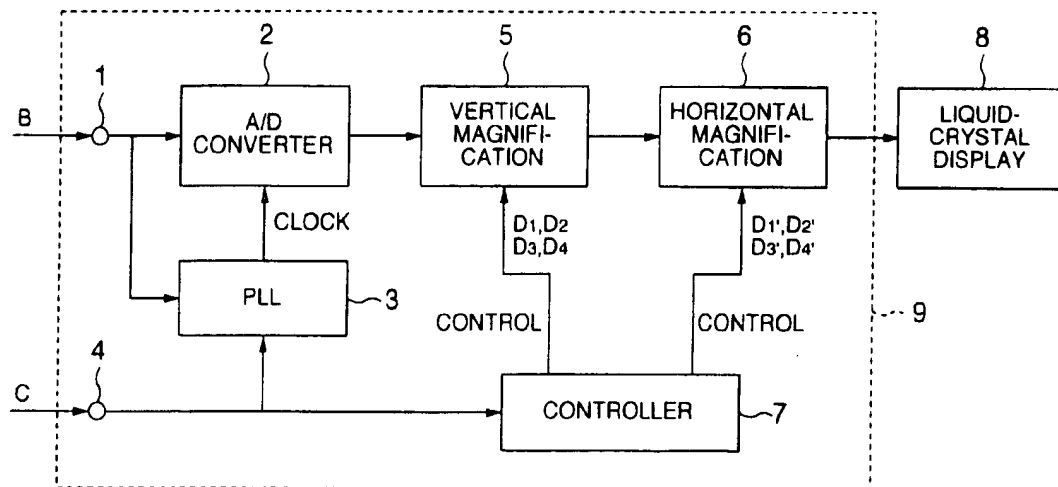 1
2
5
6
8
B
A/D
CONVERTER
VERTICAL
MAGNIFI-
CATION
HORIZONTAL
MAGNIFI-
CATION
LIQUID-
CRYSTAL
DISPLAY
CLOCK
D1,D2
D3,D4
D1',D2'
D3',D4'
PLL
3
CONTROL
CONTROL
9
4
C
CONTROLLER
7